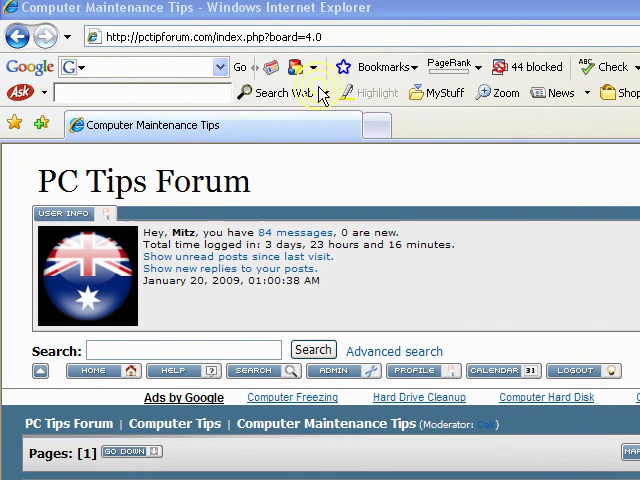 Computer Maintenance Tips - Windows Internet Explorer
http://pctipforum.com/index.php?board=4.0
Google G Go Bookmarks PageRank 44 blocked ABC Check
Ask Search Web Highlight MyStuff Zoom News Shop
Computer Maintenance Tips
PC Tips Forum
USER INFO
Hey, Mitz, you have 84 messages, 0 are new.
Total time logged in: 3 days, 23 hours and 16 minutes.
Show unread posts since last visit.
Show new replies to your posts.
January 20, 2009, 01:00:38 AM
Search: Search Advanced search
HOME HELP ? SEARCH ADMIN PROFILE CALENDAR 31 LOGOUT
Ads by Google Computer Freezing Hard Drive Cleanup Computer Hard Disk
PC Tips Forum | Computer Tips | Computer Maintenance Tips (Moderator: Dak)
Pages: [1] GO DOWN MAR